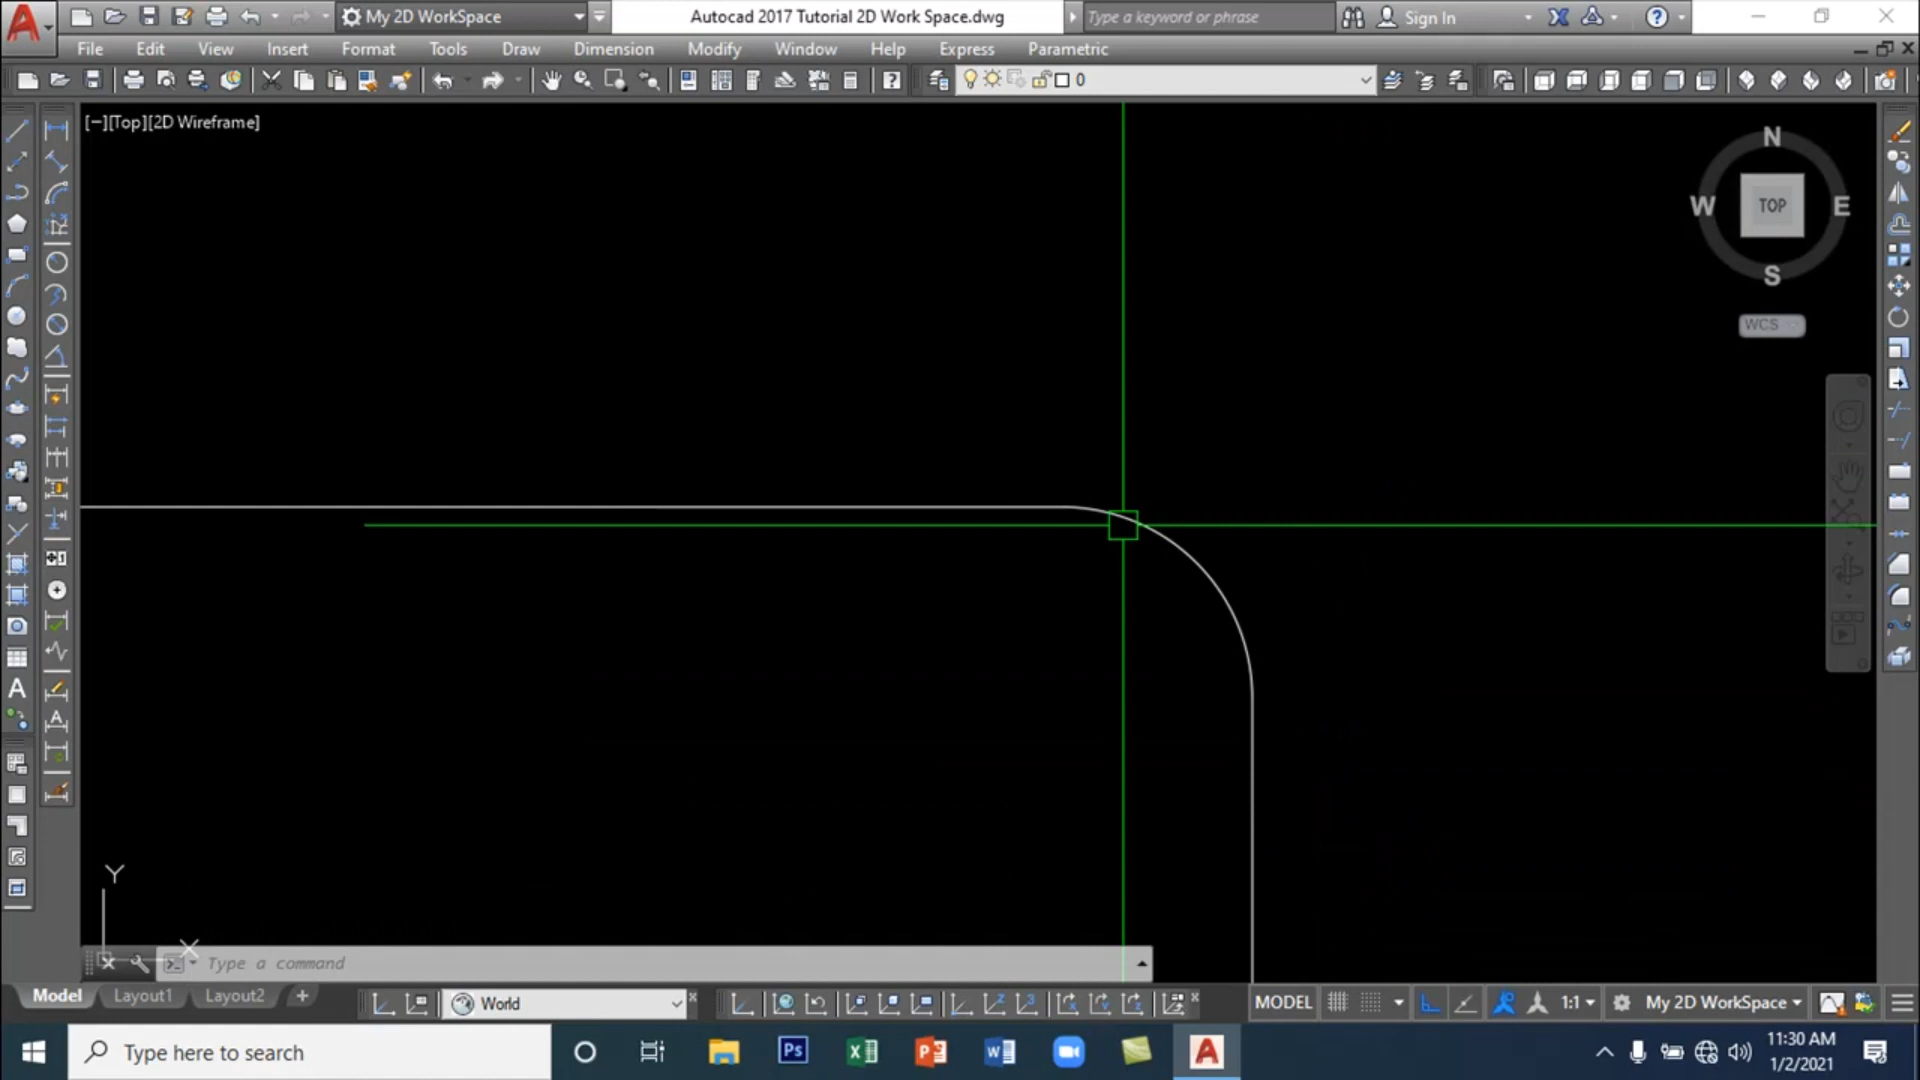 My 2D WorkSpace
Autocad 2017 Tutorial 2D Work Space.dwg
Type a keyword or phrase
Sign In
File Edit View Insert Format Tools Draw Dimension Modify Window Help Express Parametric
0
[−][Top][2D Wireframe]
N
W TOP E
S
WCS
A
Y
X
Type a command
Model Layout1 Layout2 +
World
MODEL 1:1 My 2D WorkSpace
Type here to search
Ps
11:30 AM
1/2/2021